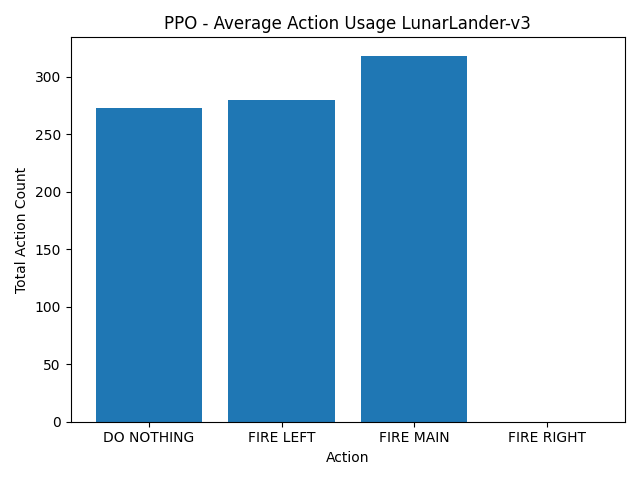 PPO - Average Action Usage LunarLander-v3
Total Action Count
300
250
200
150
100
50
0
DO NOTHING FIRE LEFT FIRE MAIN FIRE RIGHT
Action